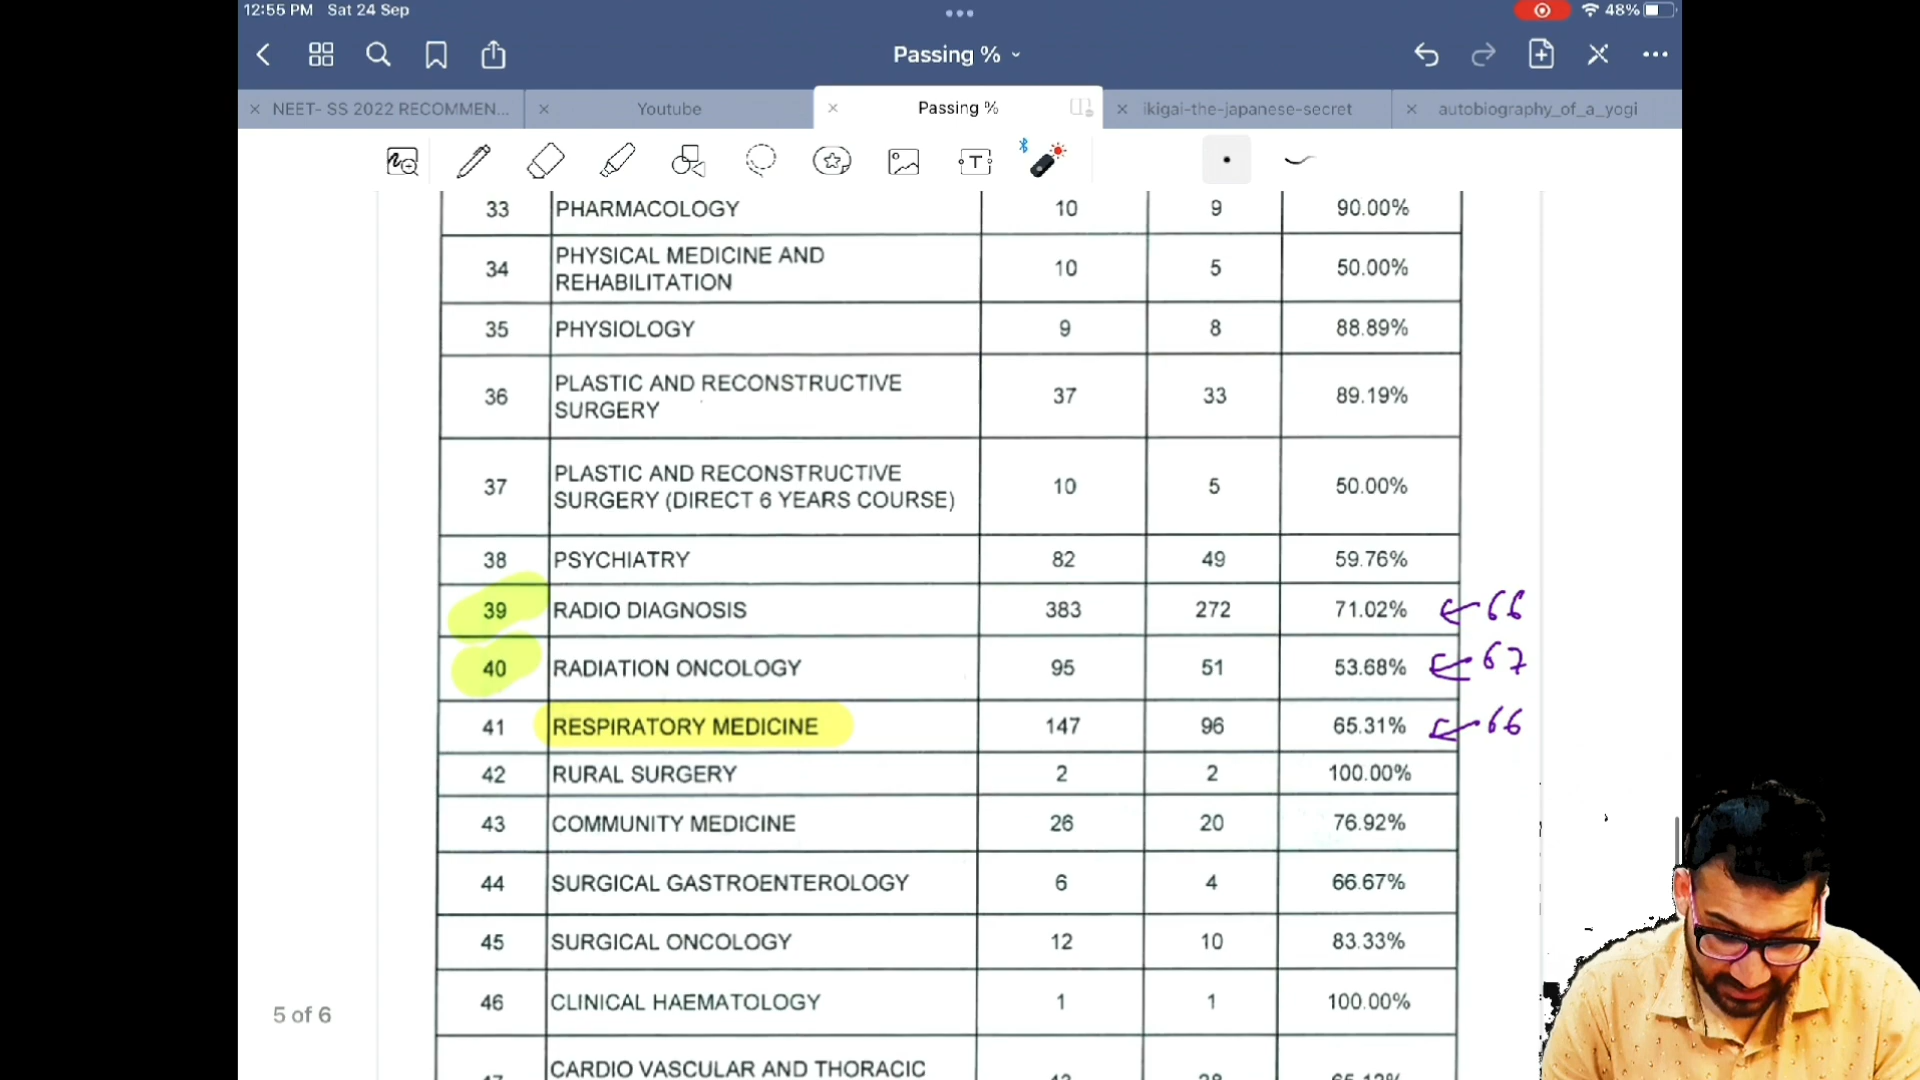 12:55 PM Sat 24 Sep
48%
Passing %
NEET- SS 2022 RECOMMEN...
Youtube
Passing %
ikigai-the-japanese-secret
autobiography_of_a_yogi
T
33 PHARMACOLOGY 10 9 90.00%
34 PHYSICAL MEDICINE AND REHABILITATION 10 5 50.00%
35 PHYSIOLOGY 9 8 88.89%
36 PLASTIC AND RECONSTRUCTIVE SURGERY 37 33 89.19%
37 PLASTIC AND RECONSTRUCTIVE SURGERY (DIRECT 6 YEARS COURSE) 10 5 50.00%
38 PSYCHIATRY 82 49 59.76%
39 RADIO DIAGNOSIS 383 272 71.02% ← 66
40 RADIATION ONCOLOGY 95 51 53.68% ← 67
41 RESPIRATORY MEDICINE 147 96 65.31% ← 66
42 RURAL SURGERY 2 2 100.00%
43 COMMUNITY MEDICINE 26 20 76.92%
44 SURGICAL GASTROENTEROLOGY 6 4 66.67%
45 SURGICAL ONCOLOGY 12 10 83.33%
46 CLINICAL HAEMATOLOGY 1 1 100.00%
CARDIO VASCULAR AND THORACIC
5 of 6